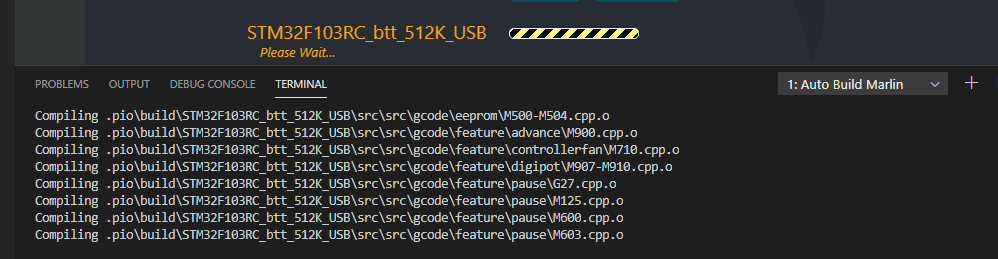 STM32F103RC_btt_512K_USB
Please Wait...
PROBLEMS OUTPUT DEBUG CONSOLE TERMINAL 1: Auto Build Marlin
Compiling .pio\build\STM32F103RC_btt_512K_USB\src\src\gcode\eeprom\M500-M504.cpp.o
Compiling .pio\build\STM32F103RC_btt_512K_USB\src\src\gcode\feature\advance\M900.cpp.o
Compiling .pio\build\STM32F103RC_btt_512K_USB\src\src\gcode\feature\controllerfan\M710.cpp.o
Compiling .pio\build\STM32F103RC_btt_512K_USB\src\src\gcode\feature\digipot\M907-M910.cpp.o
Compiling .pio\build\STM32F103RC_btt_512K_USB\src\src\gcode\feature\pause\G27.cpp.o
Compiling .pio\build\STM32F103RC_btt_512K_USB\src\src\gcode\feature\pause\M125.cpp.o
Compiling .pio\build\STM32F103RC_btt_512K_USB\src\src\gcode\feature\pause\M600.cpp.o
Compiling .pio\build\STM32F103RC_btt_512K_USB\src\src\gcode\feature\pause\M603.cpp.o